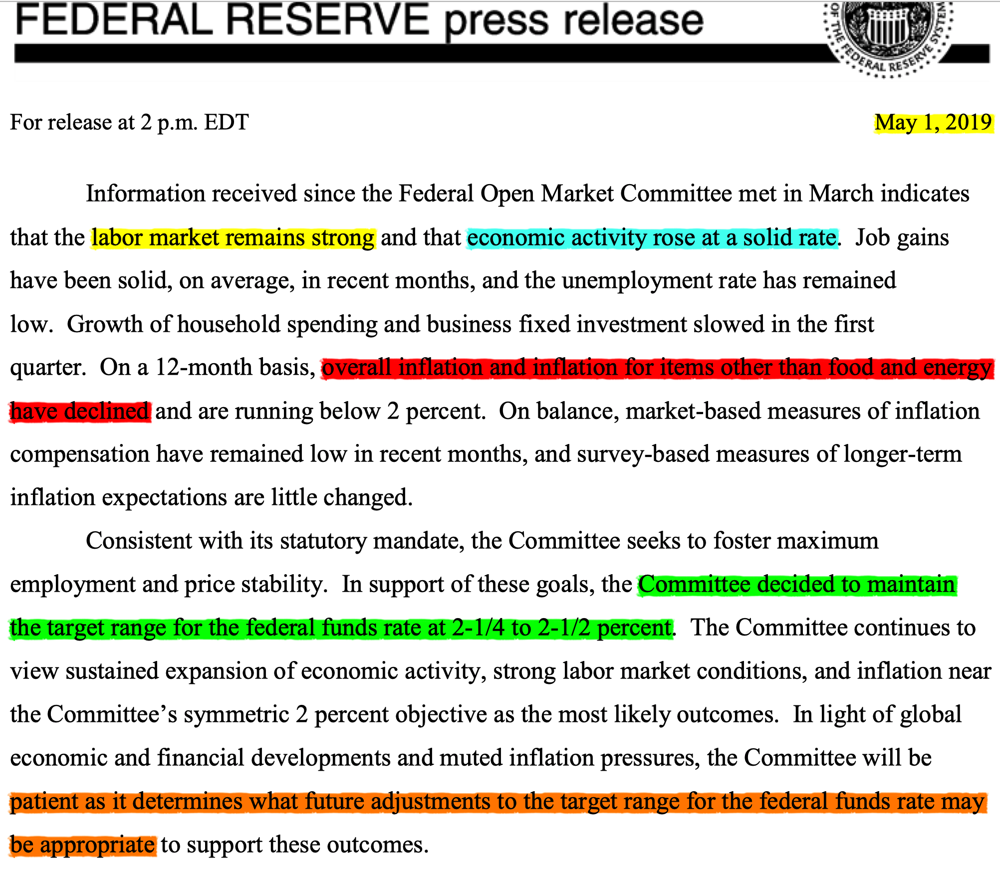 FEDERAL RESERVE press release
OF THE FEDERAL RESERVE SYSTEM
For release at 2 p.m. EDT
May 1, 2019
Information received since the Federal Open Market Committee met in March indicates
that the labor market remains strong and that economic activity rose at a solid rate.  Job gains
have been solid, on average, in recent months, and the unemployment rate has remained
low.  Growth of household spending and business fixed investment slowed in the first
quarter.  On a 12-month basis, overall inflation and inflation for items other than food and energy
have declined and are running below 2 percent.  On balance, market-based measures of inflation
compensation have remained low in recent months, and survey-based measures of longer-term
inflation expectations are little changed.
Consistent with its statutory mandate, the Committee seeks to foster maximum
employment and price stability.  In support of these goals, the Committee decided to maintain
the target range for the federal funds rate at 2-1/4 to 2-1/2 percent.  The Committee continues to
view sustained expansion of economic activity, strong labor market conditions, and inflation near
the Committee’s symmetric 2 percent objective as the most likely outcomes.  In light of global
economic and financial developments and muted inflation pressures, the Committee will be
patient as it determines what future adjustments to the target range for the federal funds rate may
be appropriate to support these outcomes.